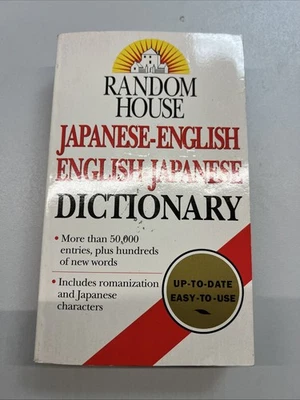 RANDOM
HOUSE
JAPANESE-ENGLISH
ENGLISH JAPANESE
DICTIONARY
• More than 50,000
entries, plus hundreds
of new words
• Includes romanization
and Japanese
characters
UP-TO-DATE
EASY-TO-USE